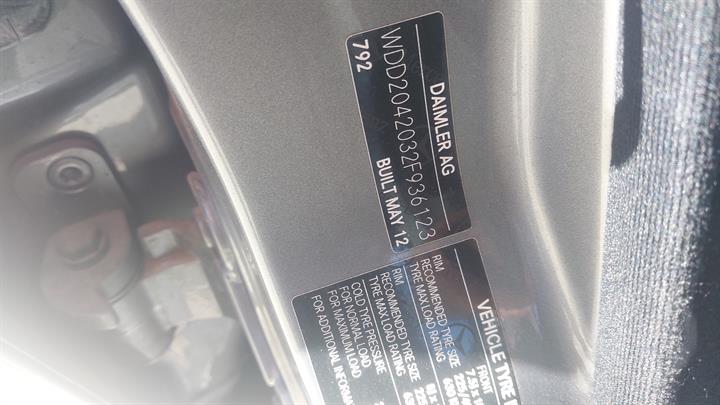 DAIMLER AG
WDD2042032F936123
792 BUILT MAY 12
VEHICLE TYRE
FRONT
RIM
RECOMMENDED TYRE SIZE
TYRE MAX LOAD RATING
RIM
RECOMMENDED TYRE SIZE
TYRE MAX LOAD RATING
COLD TYRE PRESSURE
FOR NORMAL LOAD
FOR MAXIMUM LOAD
FOR ADDITIONAL